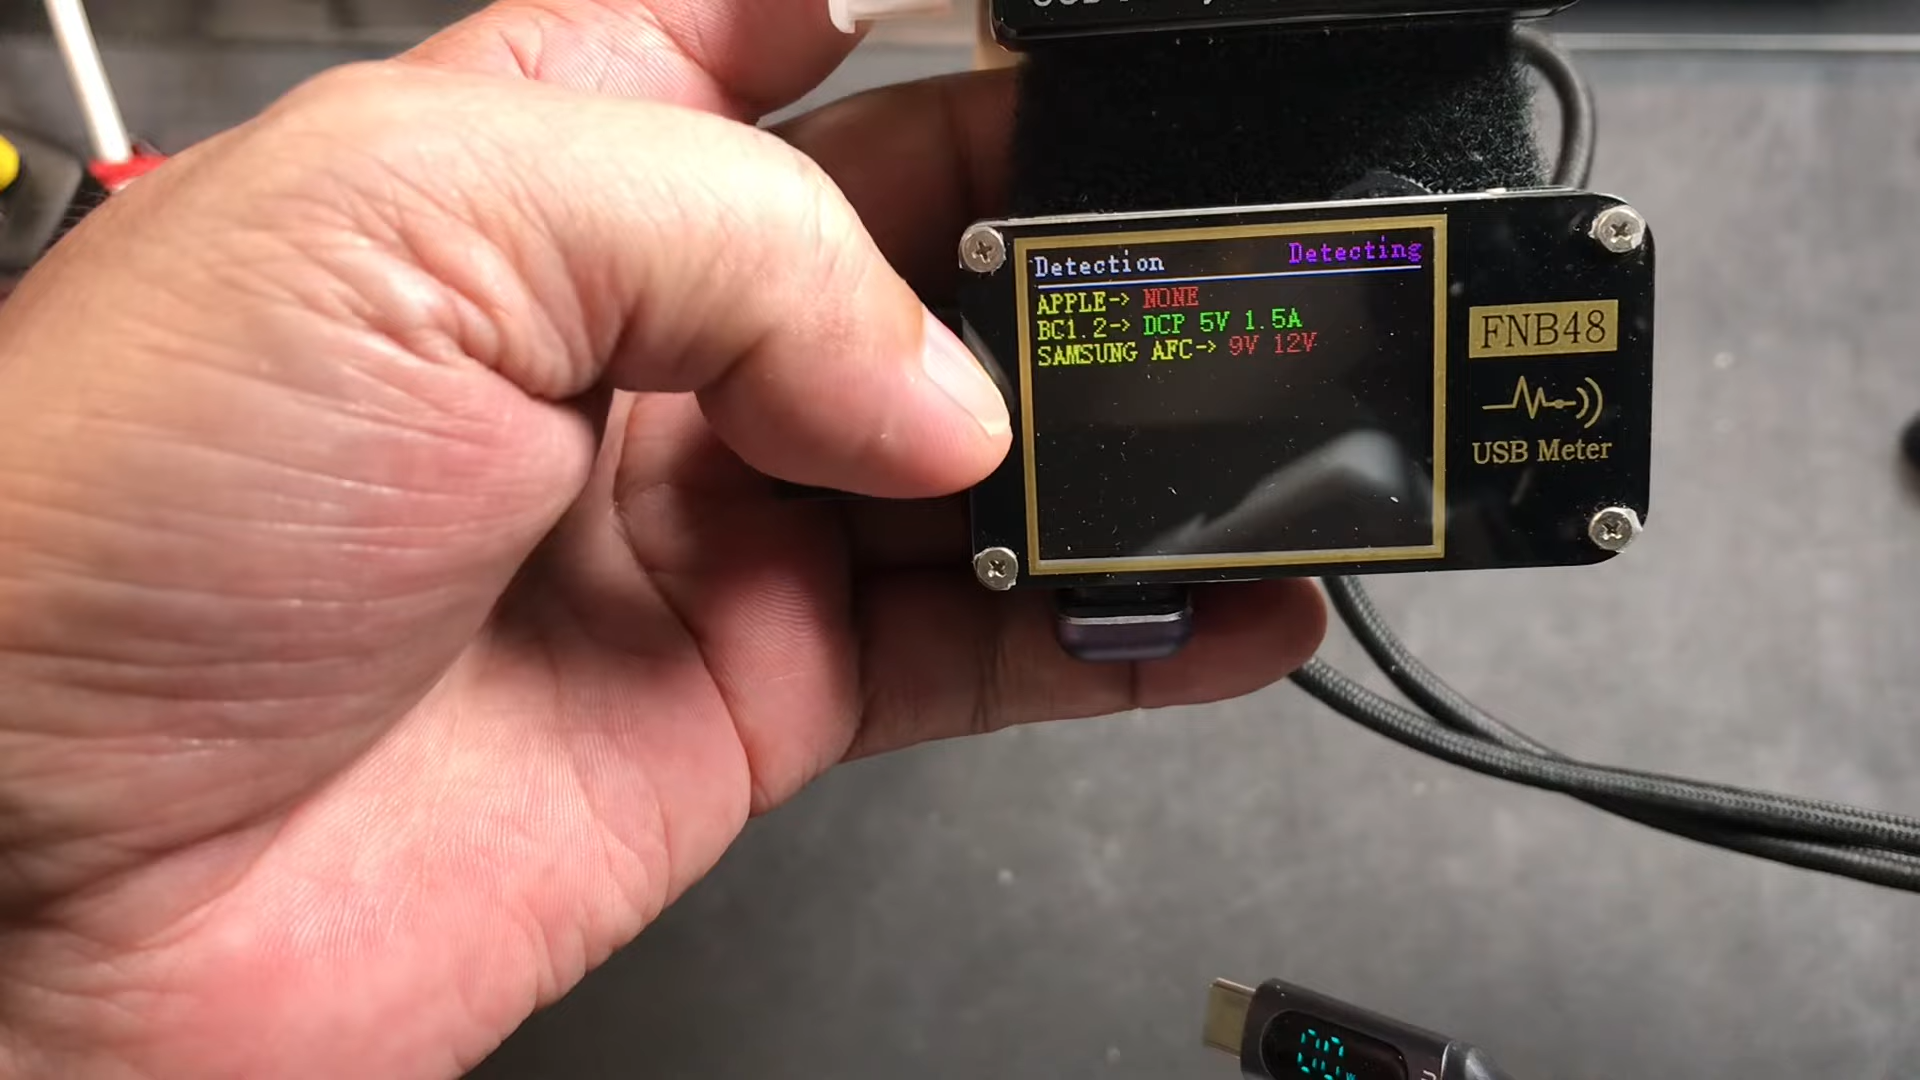 Detection Detecting
APPLE-> NONE
BC1.2-> DCP 5V 1.5A
SAMSUNG AFC-> 9V 12V
FNB48
USB Meter